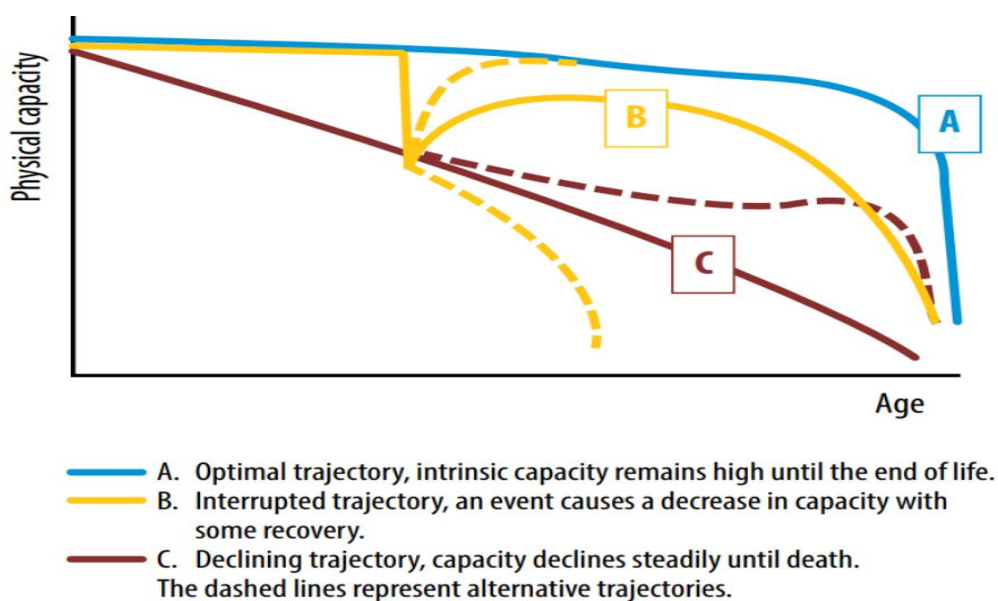 Physical capacity
A
B
C
Age
A. Optimal trajectory, intrinsic capacity remains high until the end of life.
B. Interrupted trajectory, an event causes a decrease in capacity with
some recovery.
C. Declining trajectory, capacity declines steadily until death.
The dashed lines represent alternative trajectories.